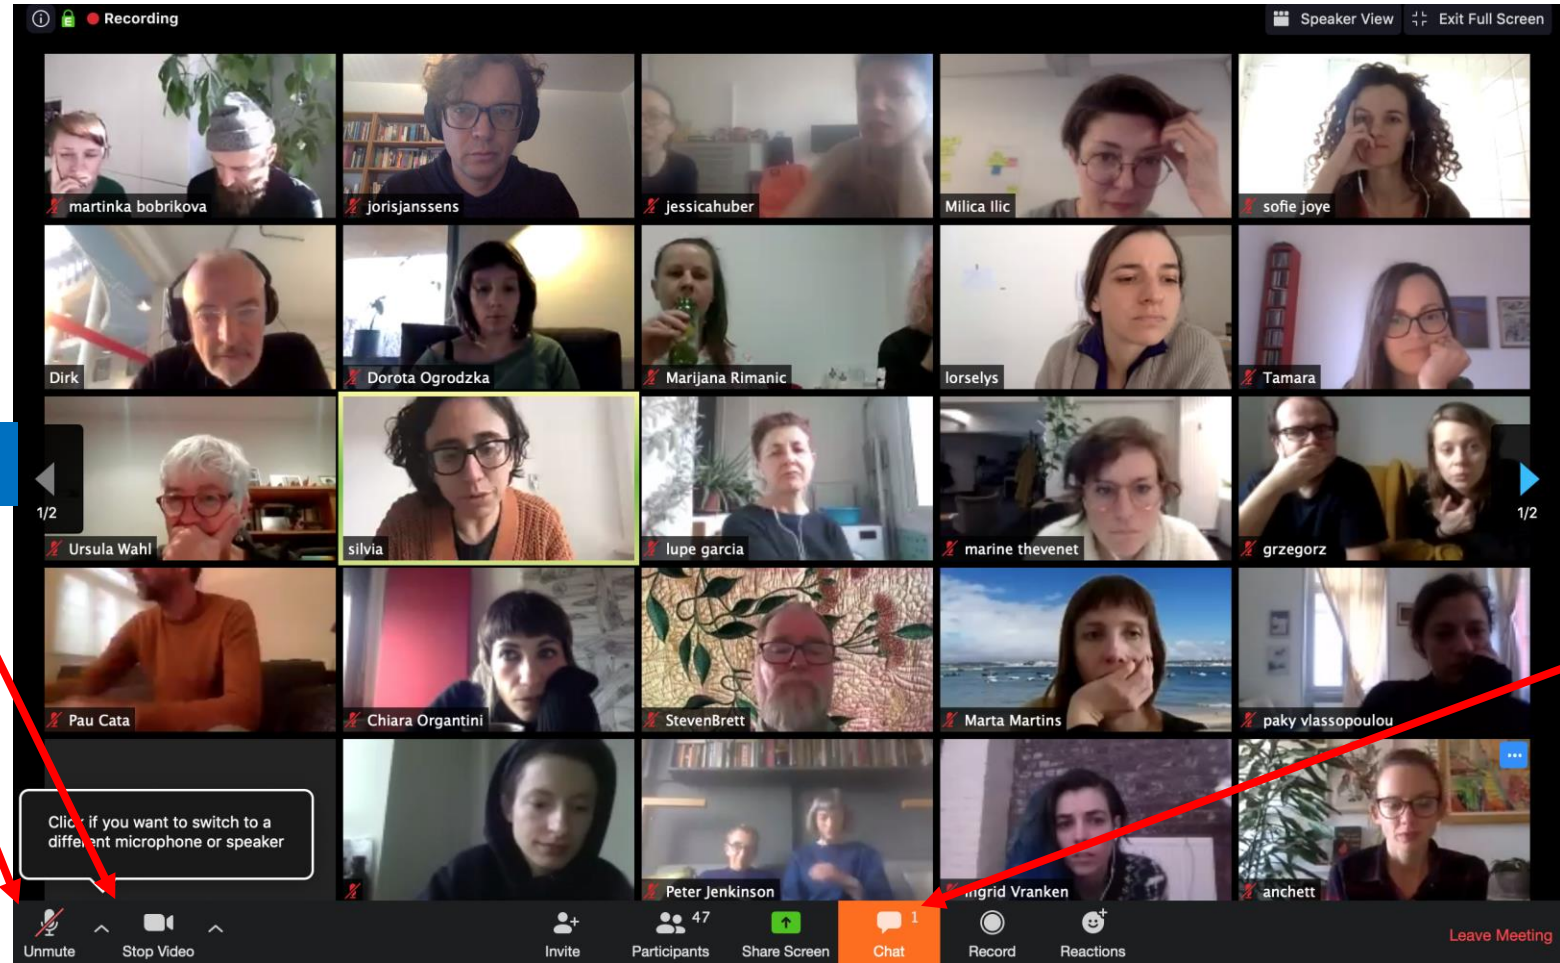 Recording
Speaker View
Exit Full Screen
martinka bobrikova
jorisjanssens
jessicahuber
Milica Ilic
sofie joye
Dirk
Dorota Ogrodzka
Marijana Rimanic
lorselys
Tamara
1/2
1/2
Ursula Wahl
silvia
lupe garcia
marine thevenet
grzegorz
Pau Cata
Chiara Organtini
StevenBrett
Marta Martins
paky vlassopoulou
Click if you want to switch to a
different microphone or speaker
Peter Jenkinson
Ingrid Vranken
anchett
47
1
Unmute
Stop Video
Invite
Participants
Share Screen
Chat
Record
Reactions
Leave Meeting